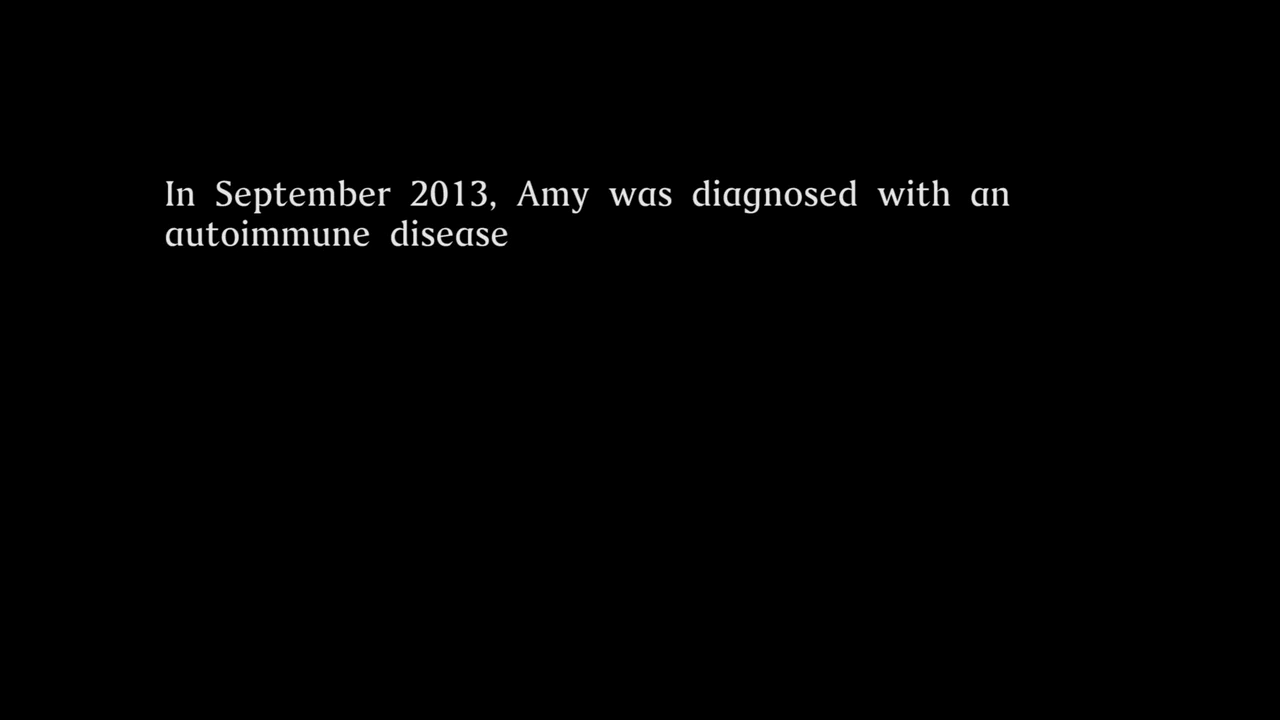 In September 2013, Amy was diagnosed with an
autoimmune disease